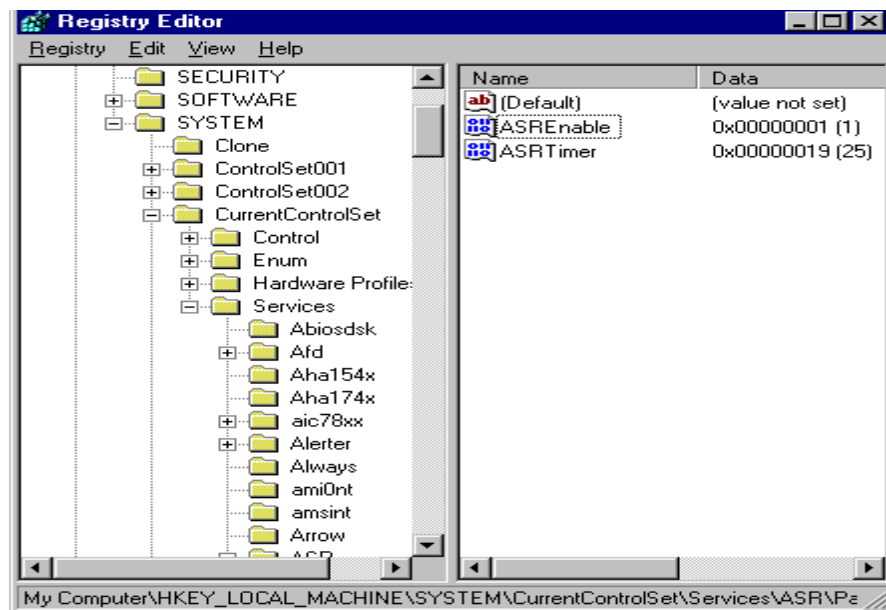 Registry Editor
Registry Edit View Help
SECURITY
SOFTWARE
SYSTEM
Clone
ControlSet001
ControlSet002
CurrentControlSet
Control
Enum
Hardware Profile
Services
Abiosdsk
Afd
Aha154x
Aha174x
aic78xx
Alerter
Always
ami0nt
amsint
Arrow
ASR
Name Data
ab (Default) (value not set)
ASREnable 0x00000001 (1)
ASRTimer 0x00000019 (25)
My Computer\HKEY_LOCAL_MACHINE\SYSTEM\CurrentControlSet\Services\ASR\Pa